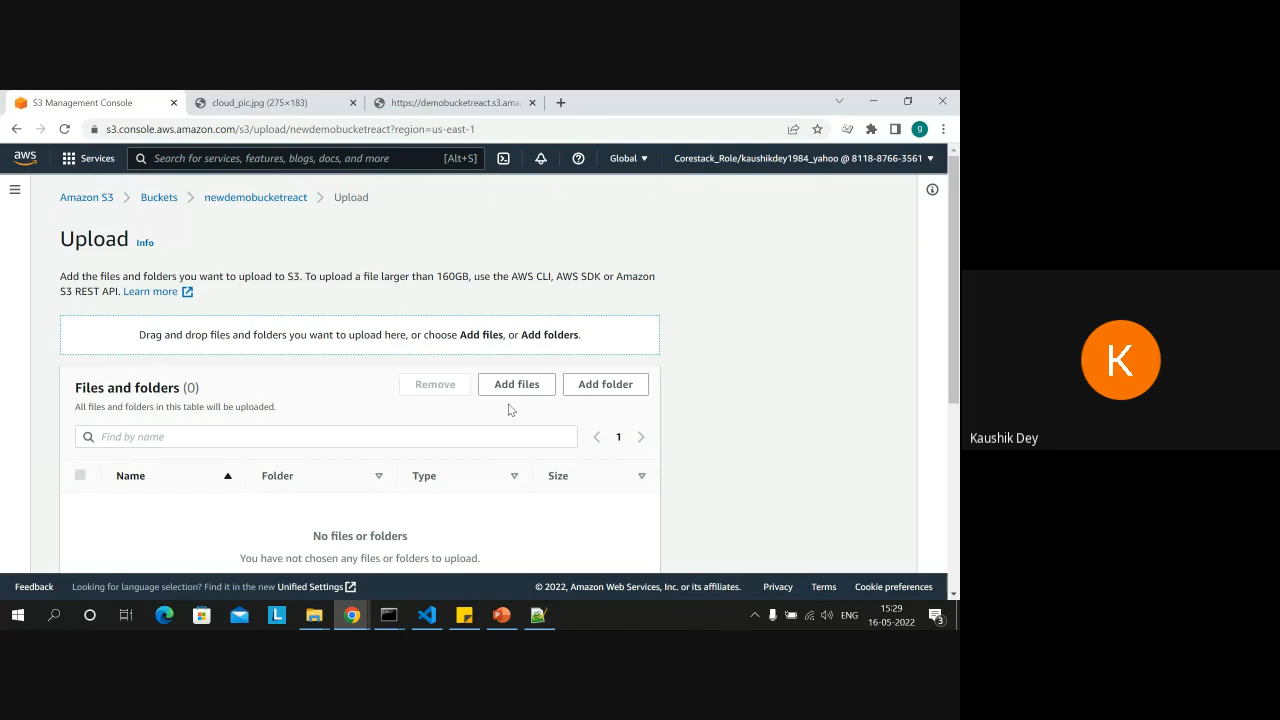 S3 Management Console
cloud_pic.jpg (275×183)
https://demobucketreact.s3.ama
s3.console.aws.amazon.com/s3/upload/newdemobucketreact?region=us-east-1
g
aws
Services
Search for services, features, blogs, docs, and more
[Alt+S]
Global
Corestack_Role/kaushikdey1984_yahoo @ 8118-8766-3561
Amazon S3
Buckets
newdemobucketreact
Upload
Upload
Info
Add the files and folders you want to upload to S3. To upload a file larger than 160GB, use the AWS CLI, AWS SDK or Amazon
S3 REST API. Learn more
Drag and drop files and folders you want to upload here, or choose Add files, or Add folders.
Files and folders (0)
Remove
Add files
Add folder
All files and folders in this table will be uploaded.
Find by name
1
Name
Folder
Type
Size
No files or folders
You have not chosen any files or folders to upload.
Feedback
Looking for language selection? Find it in the new Unified Settings
© 2022, Amazon Web Services, Inc. or its affiliates.
Privacy
Terms
Cookie preferences
L
ENG
15:29
16-05-2022
3
K
Kaushik Dey